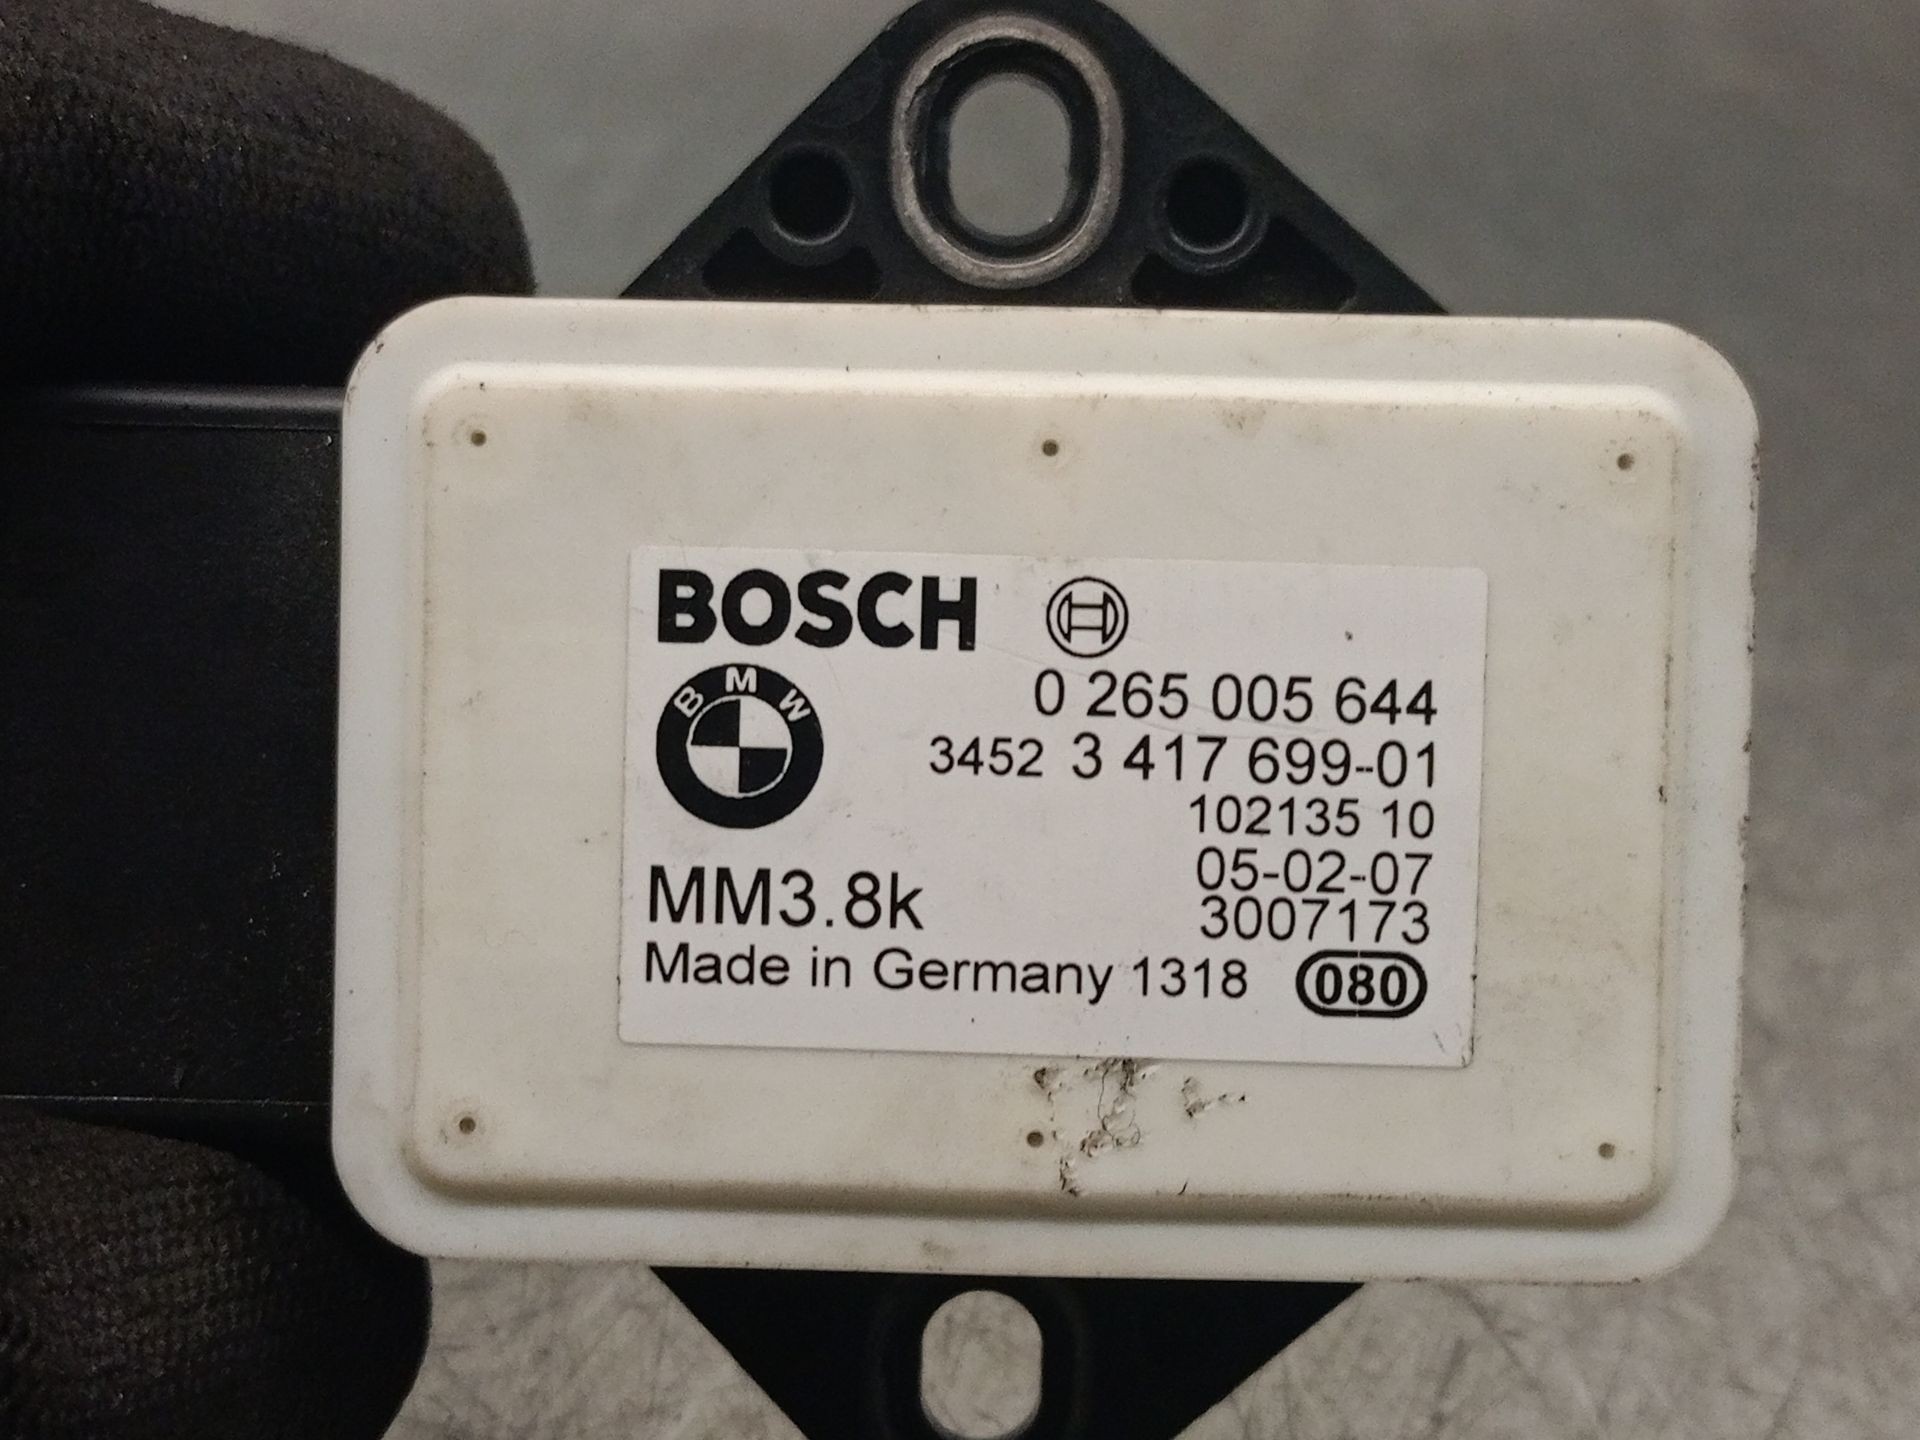 BOSCH
BMW
0 265 005 644
3452 3 417 699-01
102135 10
05-02-07
MM3.8k
3007173
Made in Germany 1318 080